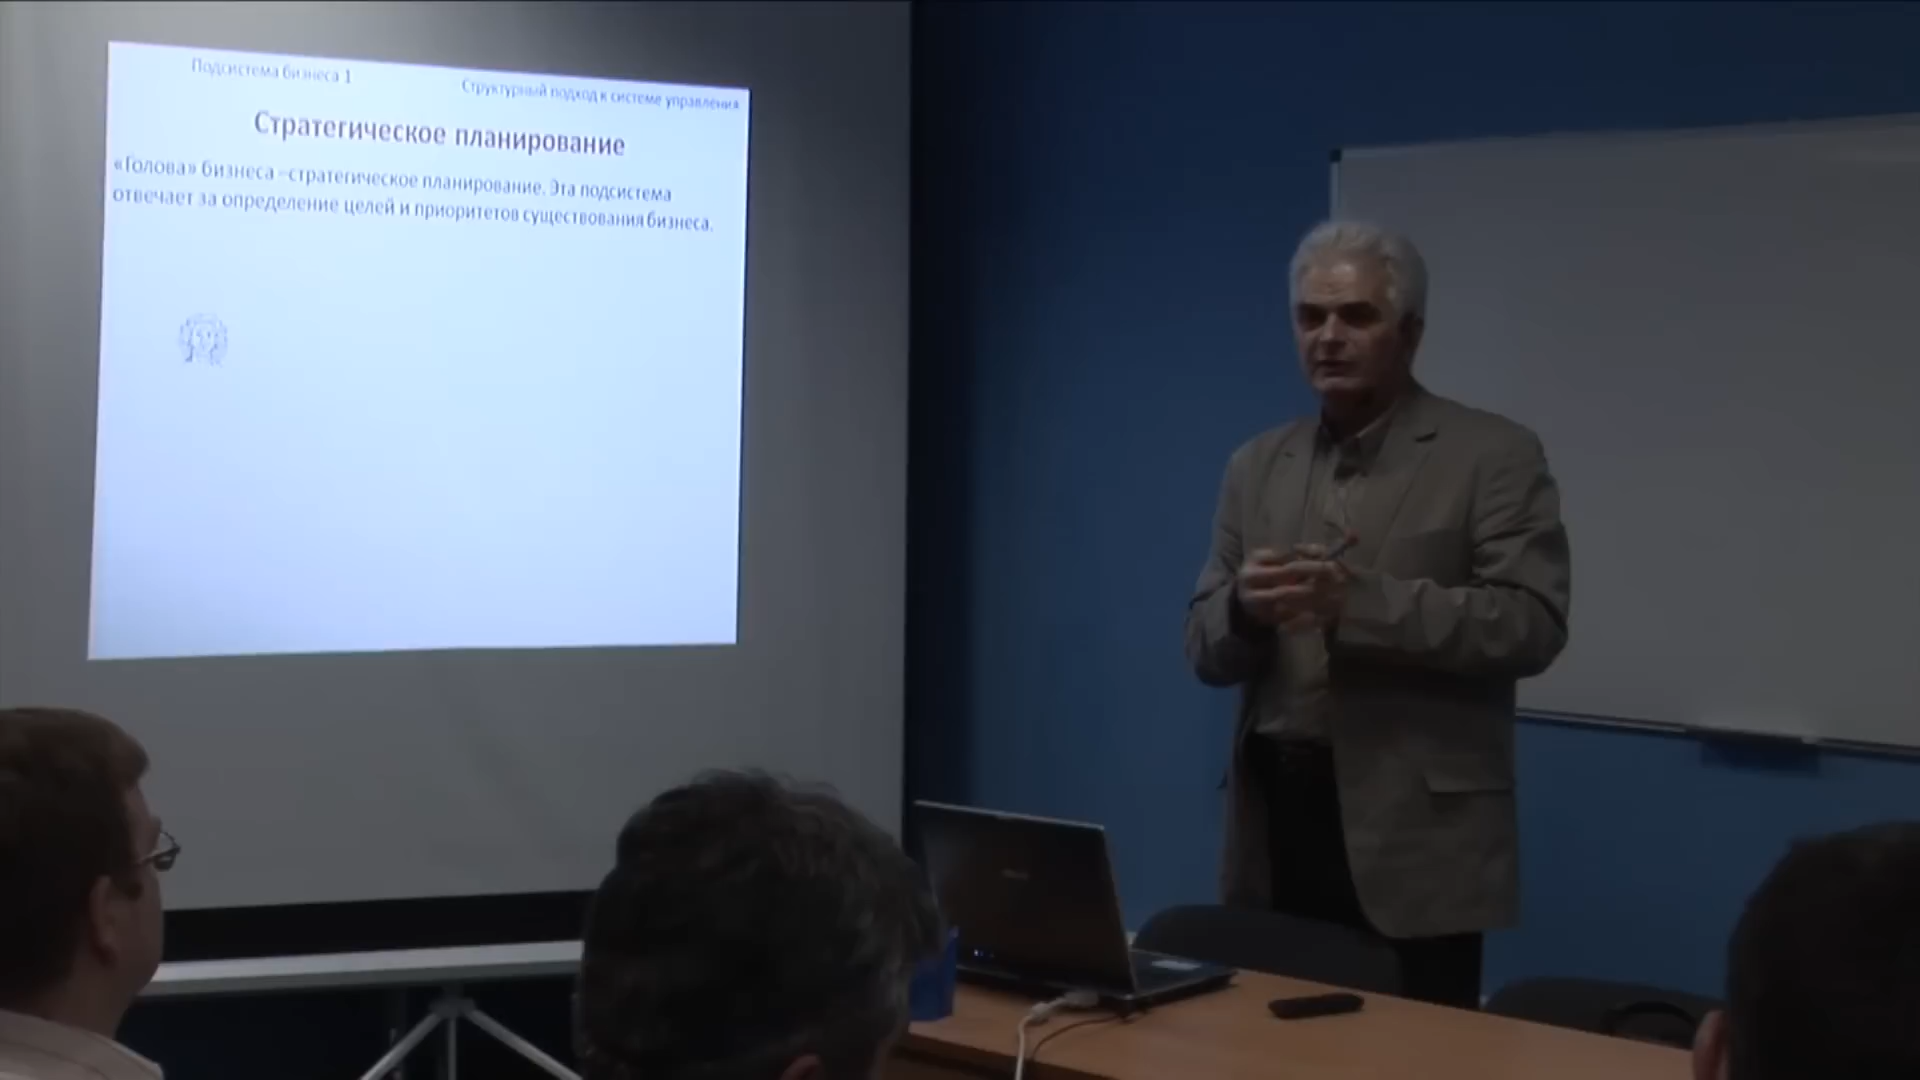 Подсистема бизнеса 1
Структурный подход к системе управления
Стратегическое планирование
«Голова» бизнеса –стратегическое планирование. Эта подсистема
отвечает за определение целей и приоритетов существования бизнеса.